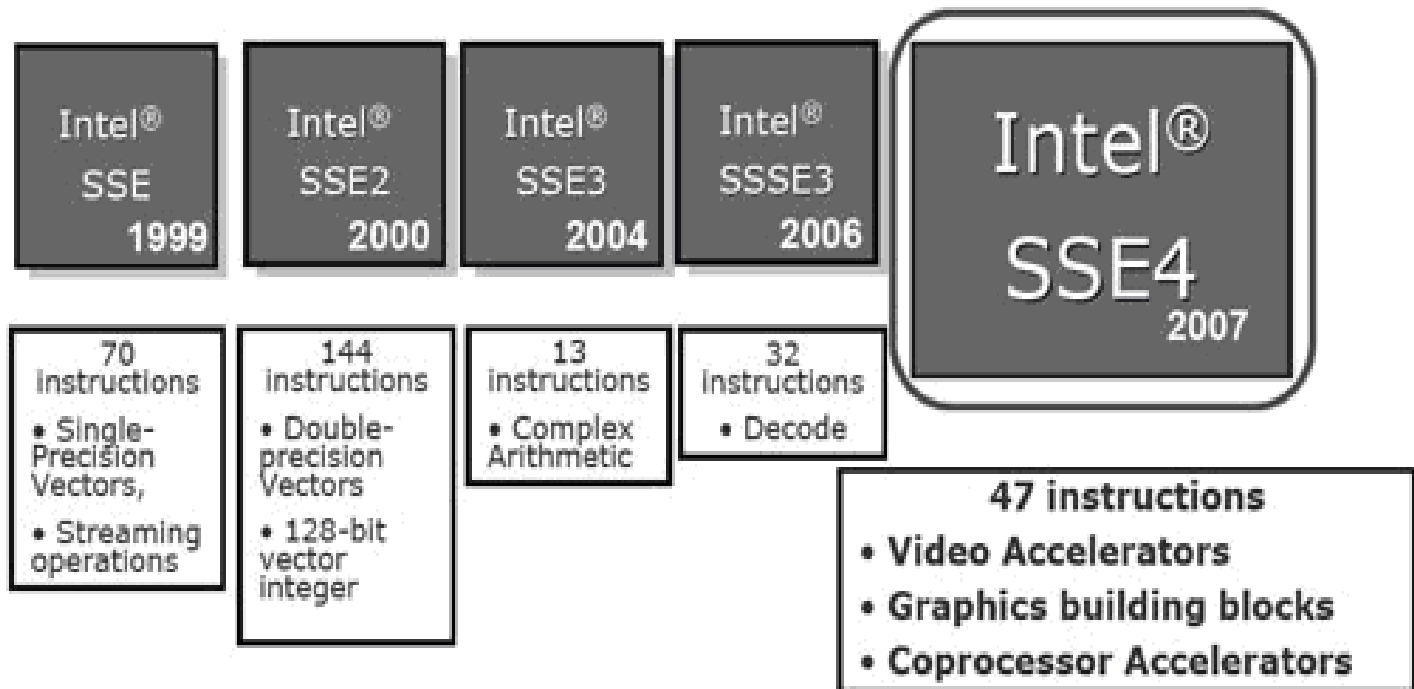 Intel®
SSE
1999
Intel®
SSE2
2000
Intel®
SSE3
2004
Intel®
SSSE3
2006
Intel®
SSE4
2007
70
instructions
• Single-
Precision
Vectors,
• Streaming
operations
144
instructions
• Double-
precision
Vectors
• 128-bit
vector
integer
13
instructions
• Complex
Arithmetic
32
instructions
• Decode
47 instructions
• Video Accelerators
• Graphics building blocks
• Coprocessor Accelerators